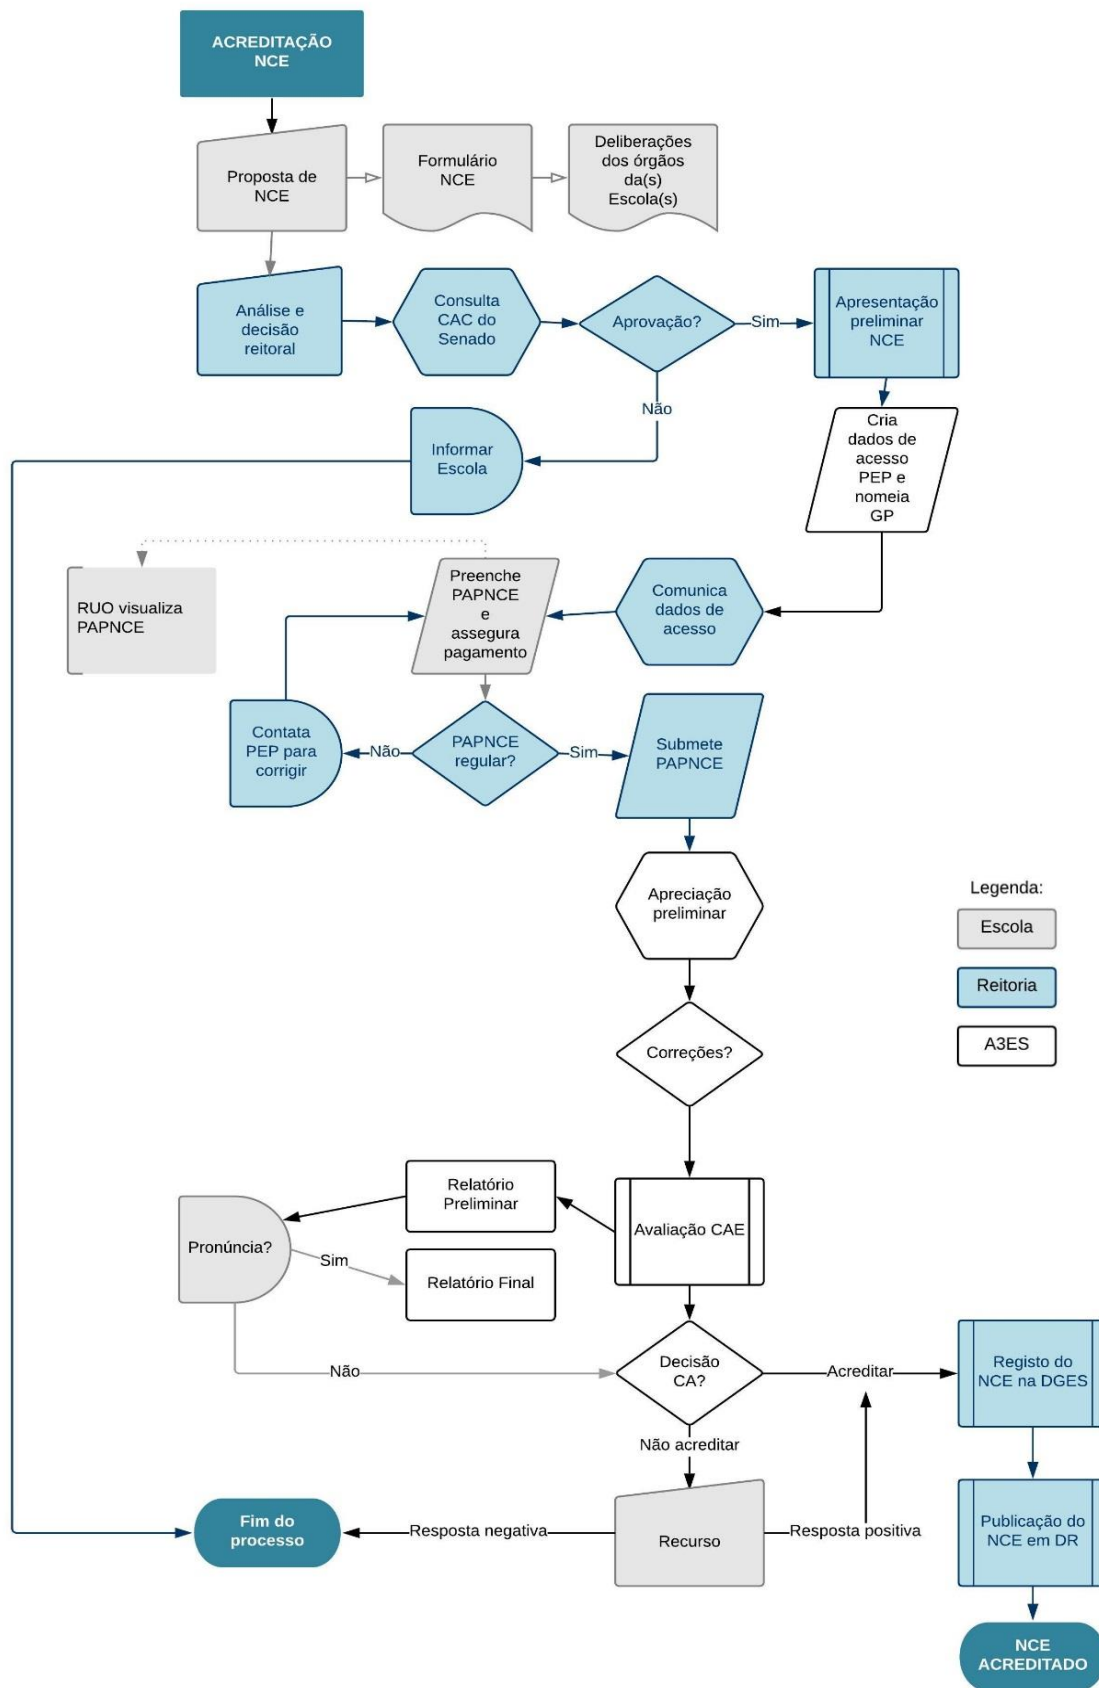 ACREDITAÇÃO
NCE
Proposta de
NCE
Formulário
NCE
Deliberações
dos órgãos
da(s)
Escola(s)
Análise e
decisão
reitoral
Consulta
CAC do
Senado
Aprovação?
Sim
Apresentação
preliminar
NCE
Não
Informar
Escola
Cria
dados de
acesso
PEP e
nomeia
GP
RUO visualiza
PAPNCE
Preenche
PAPNCE
e
assegura
pagamento
Comunica
dados de
acesso
Contata
PEP para
corrigir
Não
PAPNCE
regular?
Sim
Submete
PAPNCE
Apreciação
preliminar
Legenda:
Escola
Reitoria
A3ES
Correções?
Relatório
Preliminar
Avaliação CAE
Pronúncia?
Sim
Relatório Final
Não
Decisão
CA?
Acreditar
Registo do
NCE na DGES
Não acreditar
Fim do
processo
Resposta negativa
Recurso
Resposta positiva
Publicação do
NCE em DR
NCE
ACREDITADO